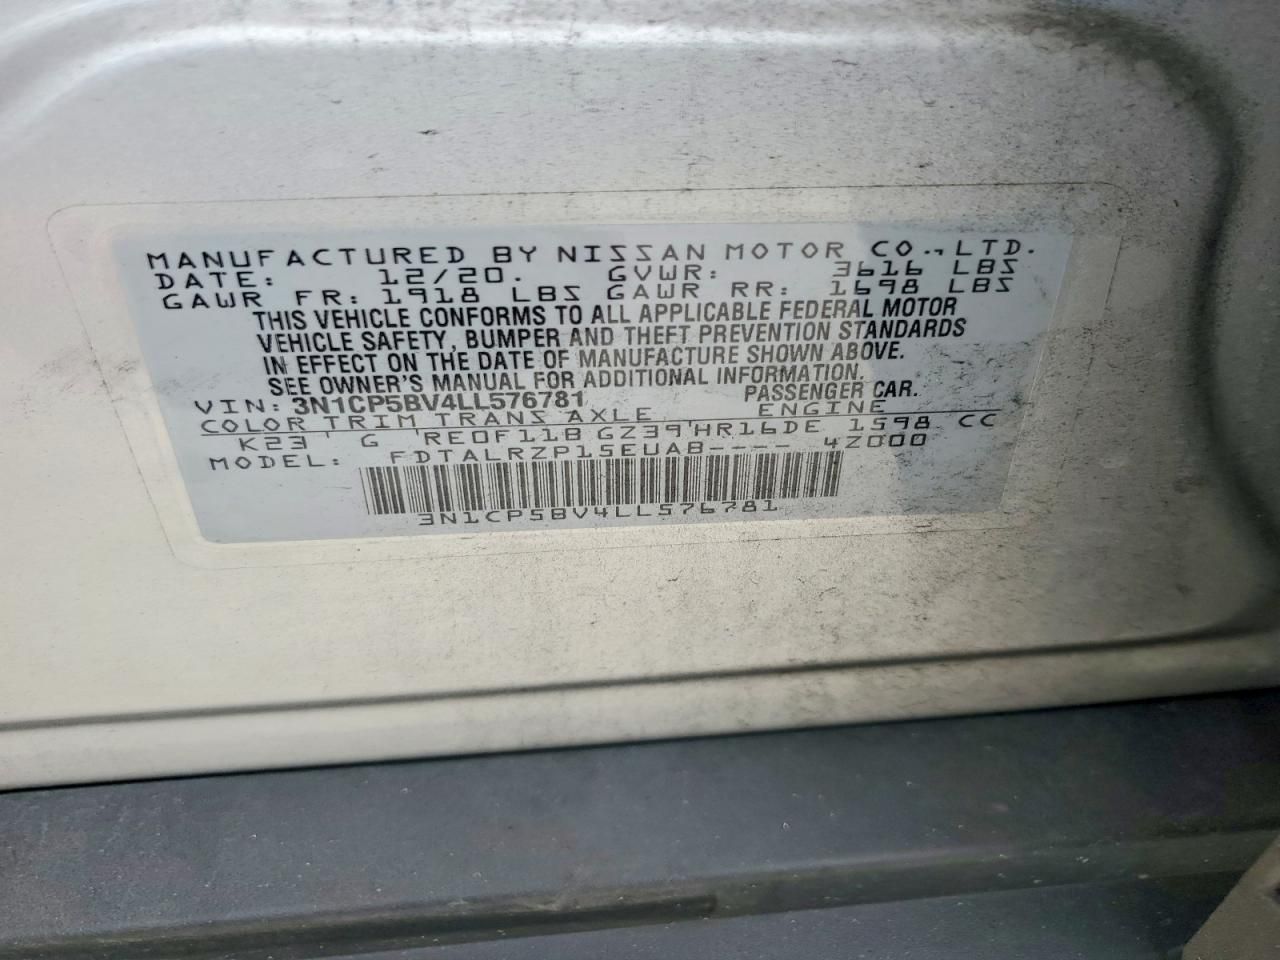 MANUFACTURED BY NISSAN MOTOR CO., LTD.
DATE: 12/20. GVWR: 3616 LBS
GAWR FR: 1918 LBS GAWR RR: 1698 LBS
THIS VEHICLE CONFORMS TO ALL APPLICABLE FEDERAL MOTOR
VEHICLE SAFETY, BUMPER AND THEFT PREVENTION STANDARDS
IN EFFECT ON THE DATE OF MANUFACTURE SHOWN ABOVE.
SEE OWNER'S MANUAL FOR ADDITIONAL INFORMATION.
VIN: 3N1CP5BV4LL576781 PASSENGER CAR.
COLOR TRIM TRANS AXLE ENGINE
K23 ' G 'RE0F11B GZ39'HR16DE 1598 CC
MODEL: FDTALRZP15EUAB---- 4Z000
3N1CP5BV4LL576781